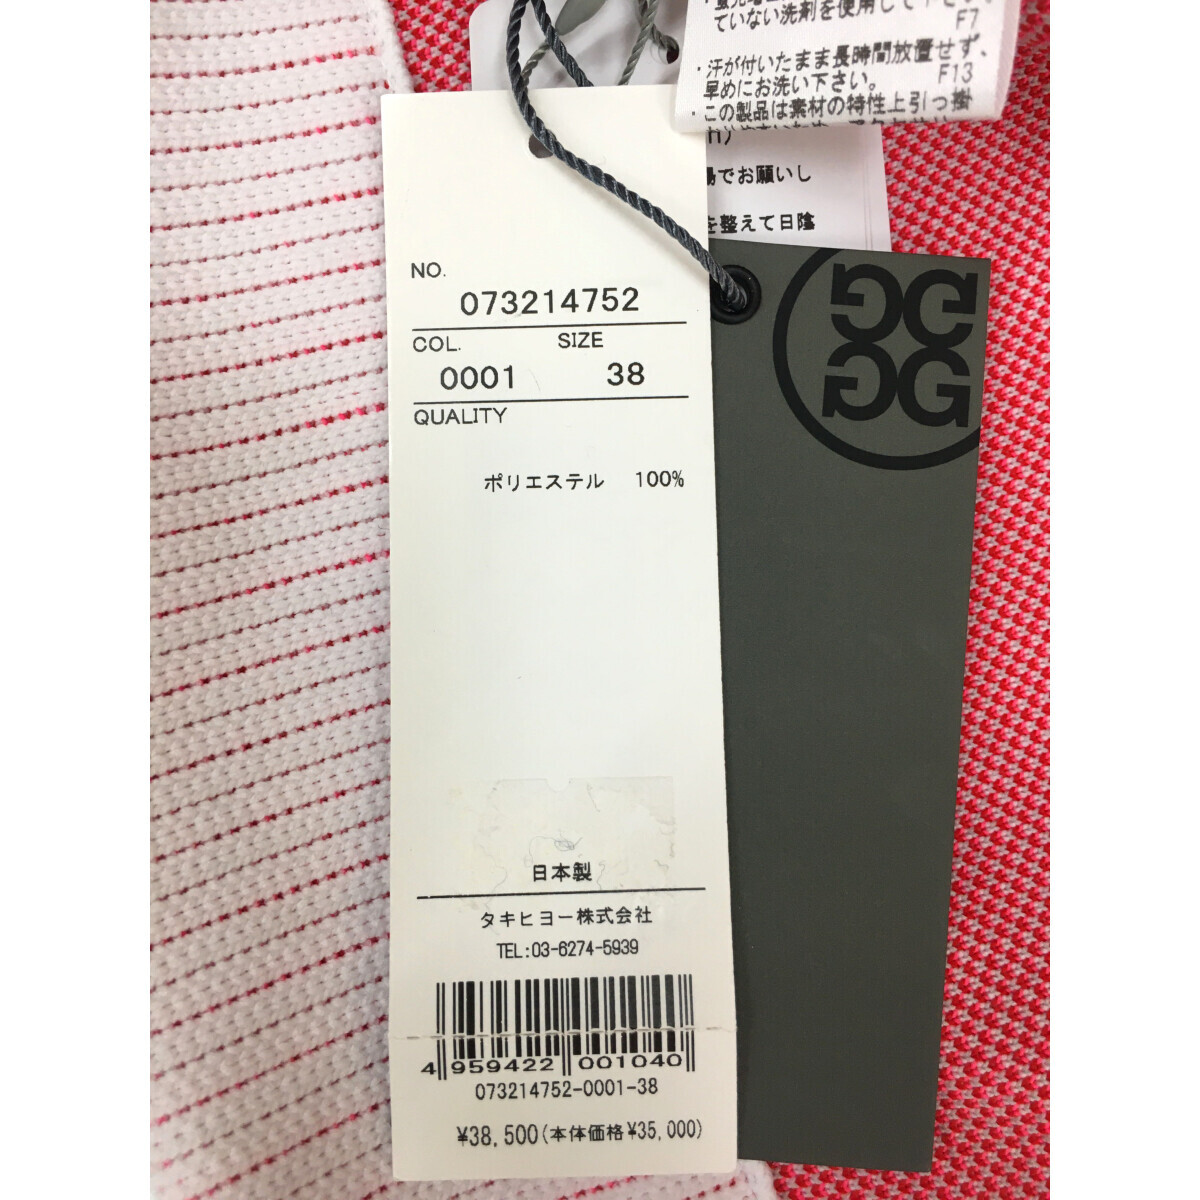 ていない洗剤を使用して下さい。
F7
・汗が付いたまま長時間放置せず、
早めにお洗い下さい。 F13
・この製品は素材の特性上引っ掛
でお願いし
を整えて日陰
GG
GG
NO.
073214752
COL. SIZE
0001 38
QUALITY
ポリエステル 100%
日本製
タキヒヨー株式会社
TEL:03-6274-5939
4 959422 001040
073214752-0001-38
¥38,500(本体価格¥35,000)